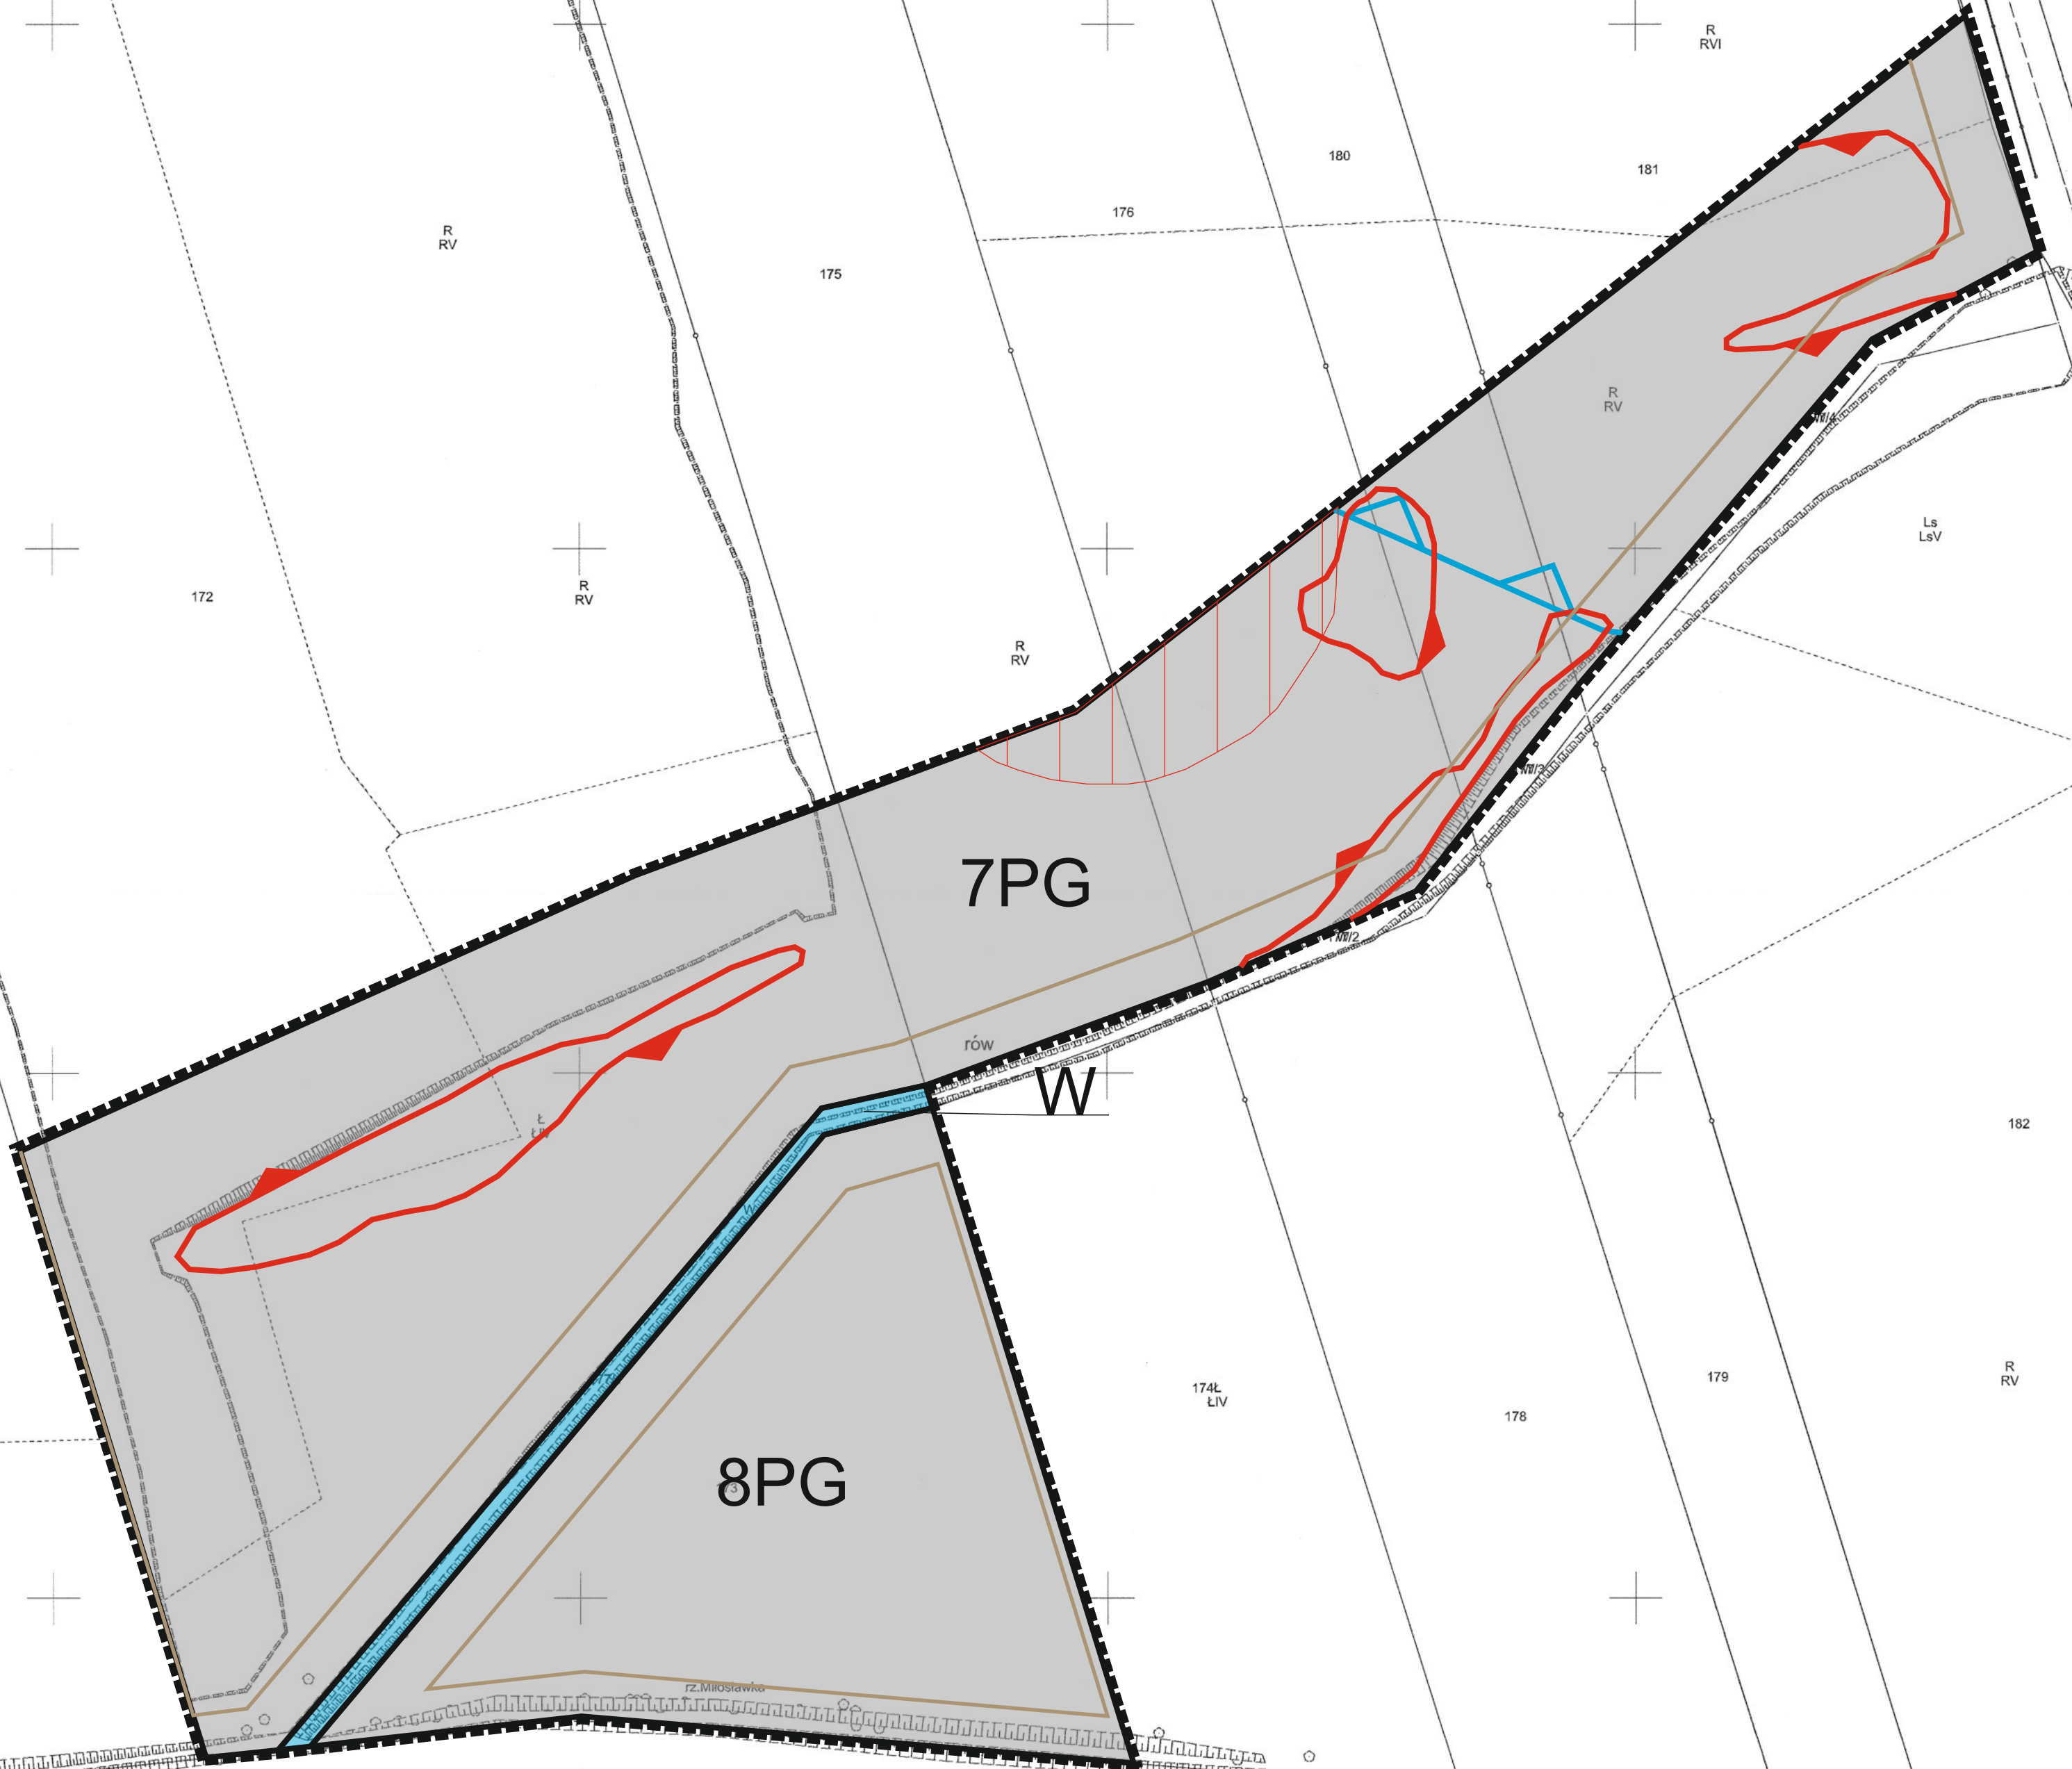 R
RVI
180
181
176
R
RV
175
R
RV
Ls
LsV
172
R
RV
R
RV
7PG
rów
W
Ł
ŁIV
182
R
RV
179
174Ł
ŁIV
178
8PG
rz.Miłosławka